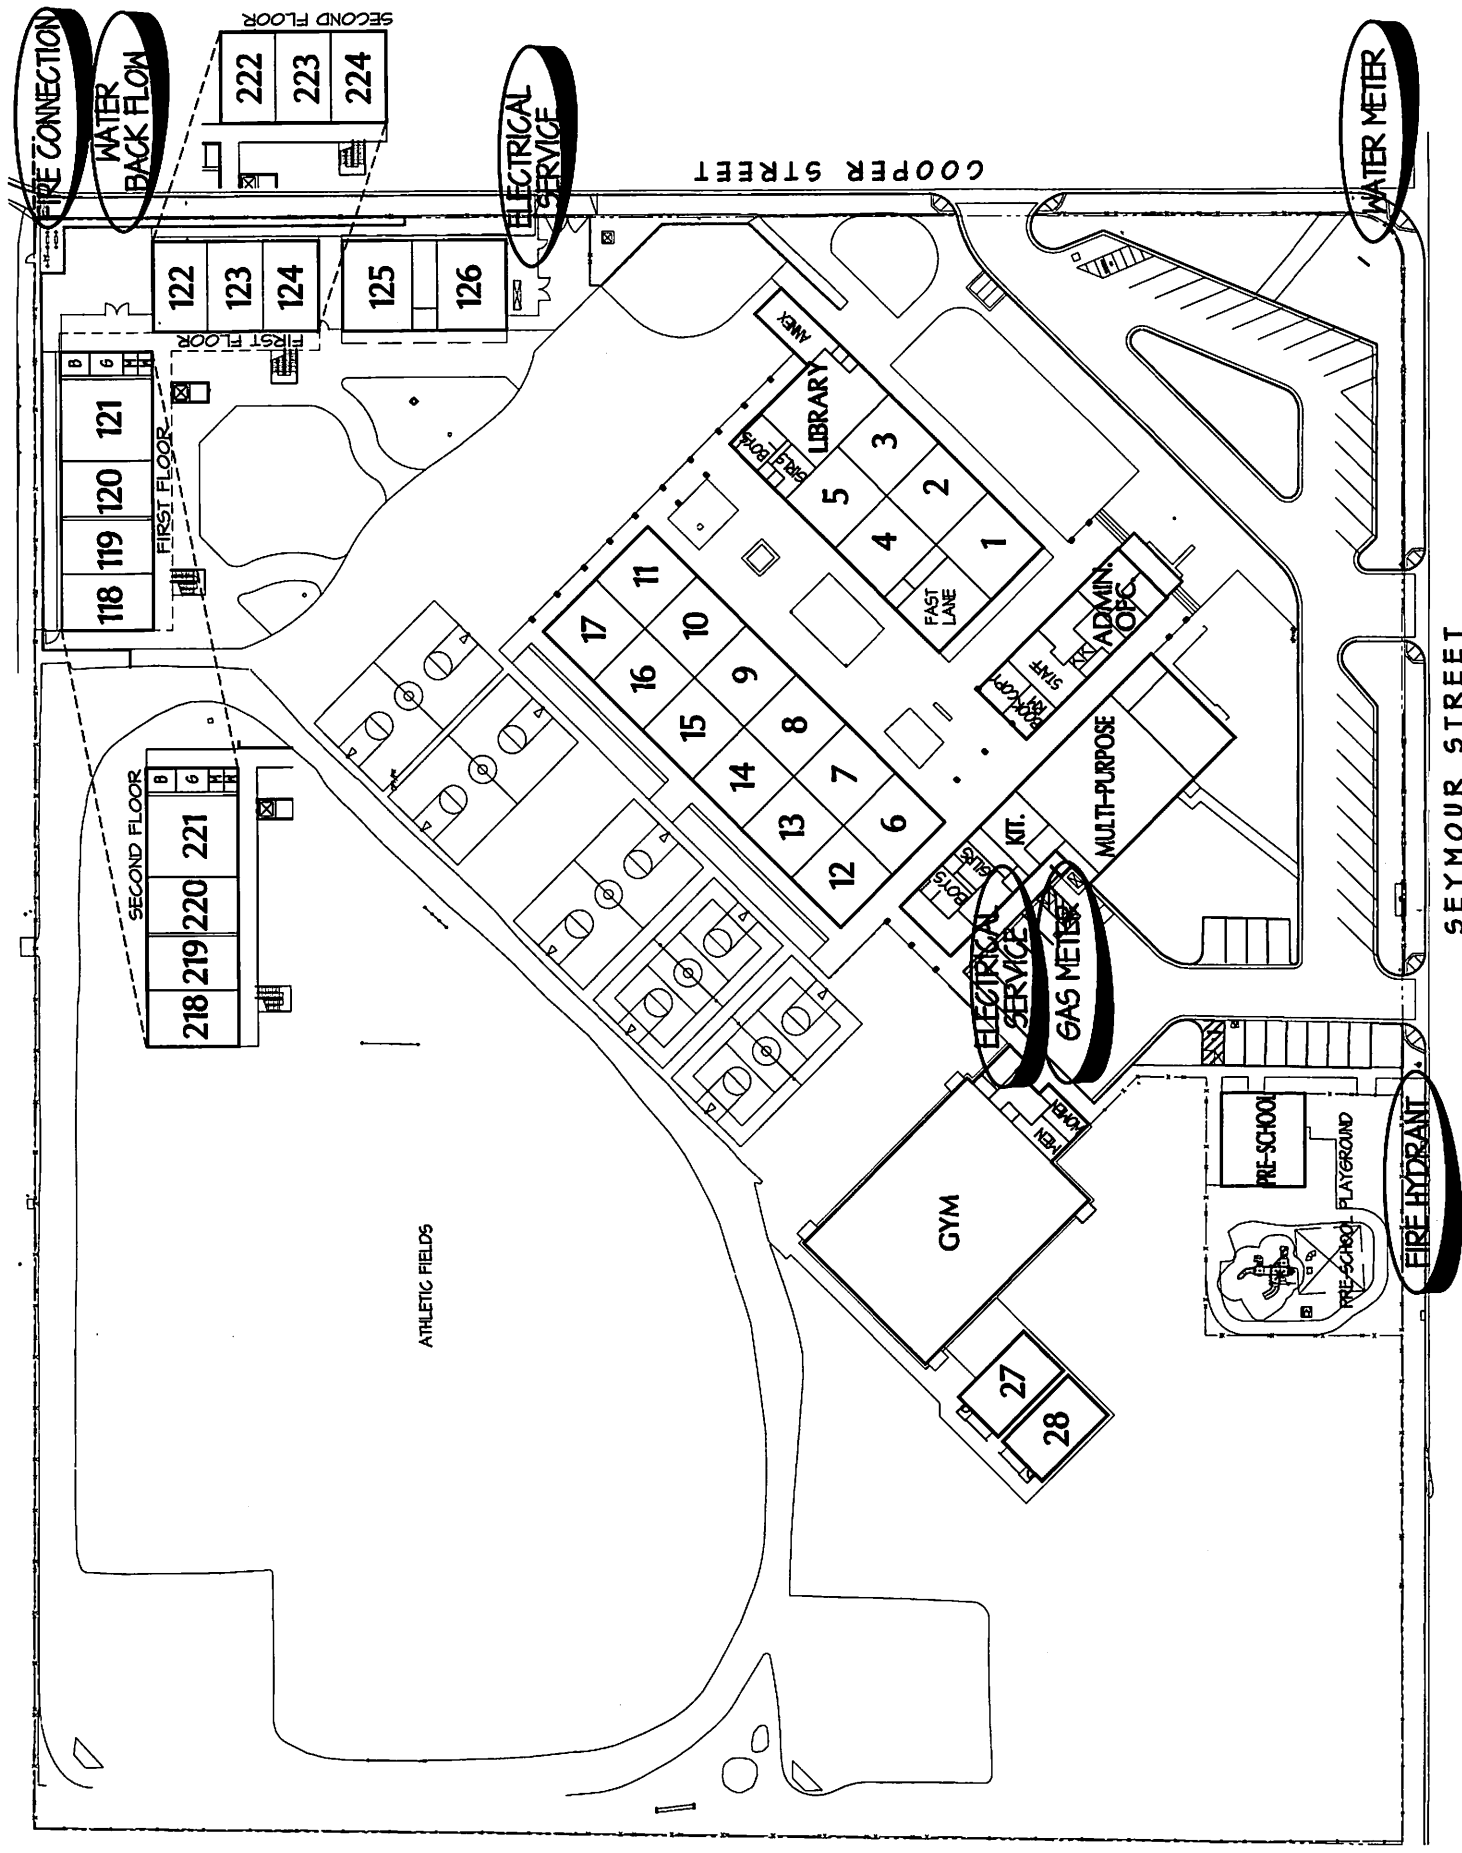 FIRE CONNECTION
WATER
BACK FLOW
SECOND FLOOR
222
223
224
ELECTRICAL
SERVICE
COOPER STREET
WATER METER
122
123
124
125
126
FIRST FLOOR
B
G
121
120
119
118
FIRST FLOOR
SECOND FLOOR
B
G
221
220
219
218
ANNEX
LIBRARY
BOYS
GIRLS
3
2
1
5
4
FAST
LANE
11
10
9
8
7
6
17
16
15
14
13
12
ADMIN.
OFC.
STAFF
COPY
BOOK
RM
MULTI-PURPOSE
KIT.
GILRS
BOYS
ELECTRICAL
SERVICE
GAS METER
SEYMOUR STREET
MEN
WOMEN
GYM
27
28
PRE-SCHOOL
PRE-SCHOOL PLAYGROUND
FIRE HYDRANT
ATHLETIC FIELDS